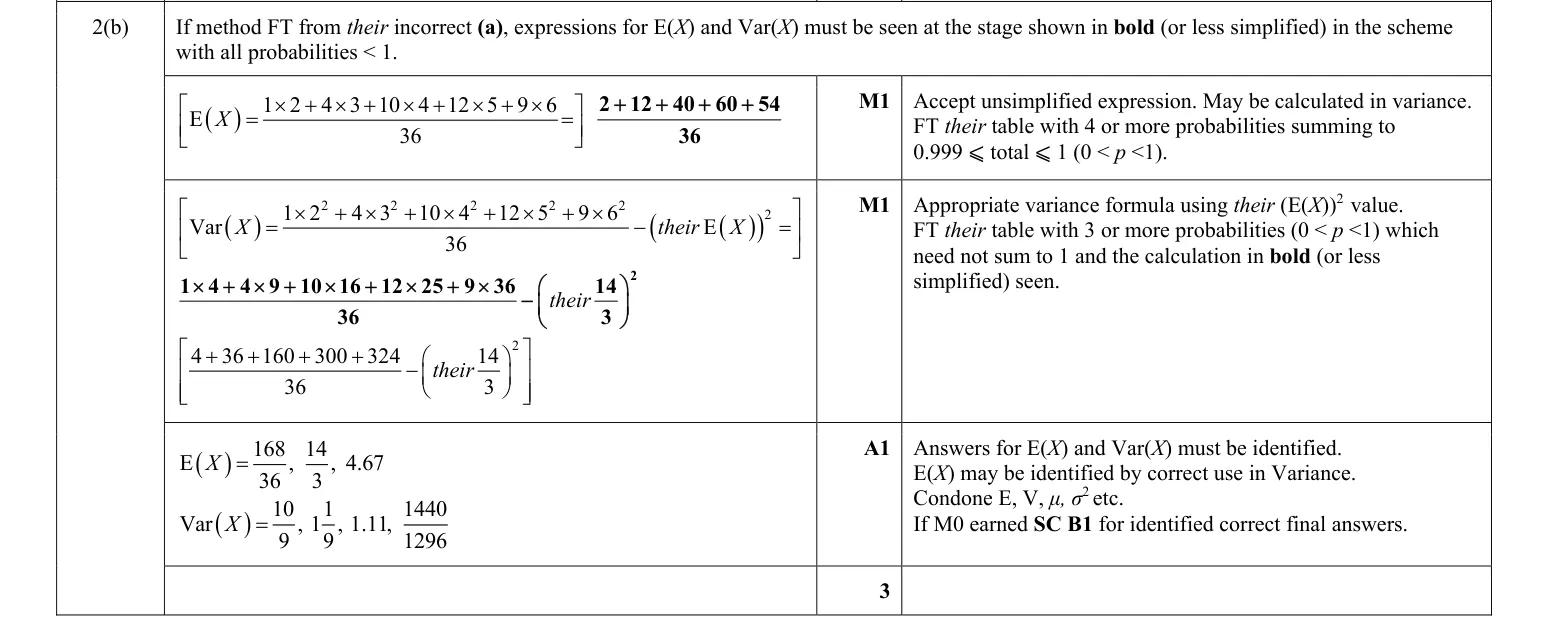 2(b)
If method FT from their incorrect (a), expressions for E(X) and Var(X) must be seen at the stage shown in bold (or less simplified) in the scheme
with all probabilities < 1.
[E(X) = (1×2+4×3+10×4+12×5+9×6)/36 =] (2+12+40+60+54)/36
M1
Accept unsimplified expression. May be calculated in variance.
FT their table with 4 or more probabilities summing to
0.999 ⩽ total ⩽ 1 (0 < p <1).
[Var(X) = (1×2²+4×3²+10×4²+12×5²+9×6²)/36 − (their E(X))² =]
(1×4+4×9+10×16+12×25+9×36)/36 − (their 14/3)²
[(4+36+160+300+324)/36 − (their 14/3)²]
M1
Appropriate variance formula using their (E(X))² value.
FT their table with 3 or more probabilities (0 < p <1) which
need not sum to 1 and the calculation in bold (or less
simplified) seen.
E(X) = 168/36, 14/3, 4.67
Var(X) = 10/9, 1 1/9, 1.11, 1440/1296
A1
Answers for E(X) and Var(X) must be identified.
E(X) may be identified by correct use in Variance.
Condone E, V, μ, σ² etc.
If M0 earned SC B1 for identified correct final answers.
3